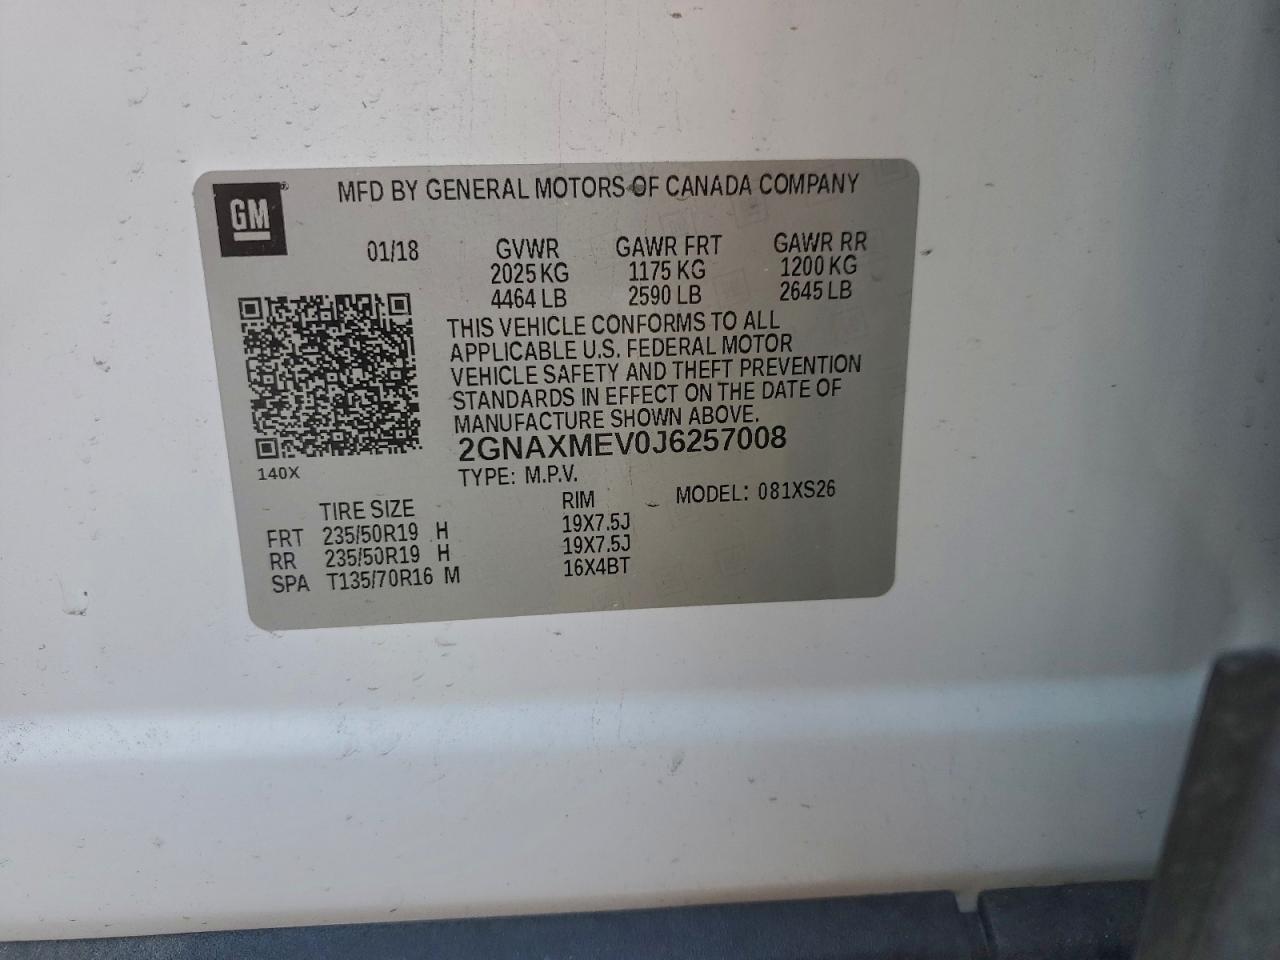 GM
MFD BY GENERAL MOTORS OF CANADA COMPANY
01/18 GVWR GAWR FRT GAWR RR
2025 KG 1175 KG 1200 KG
4464 LB 2590 LB 2645 LB
THIS VEHICLE CONFORMS TO ALL
APPLICABLE U.S. FEDERAL MOTOR
VEHICLE SAFETY AND THEFT PREVENTION
STANDARDS IN EFFECT ON THE DATE OF
MANUFACTURE SHOWN ABOVE.
2GNAXMEV0J6257008
140X
TYPE: M.P.V.
TIRE SIZE RIM MODEL: 081XS26
FRT 235/50R19 H 19X7.5J
RR 235/50R19 H 19X7.5J
SPA T135/70R16 M 16X4BT